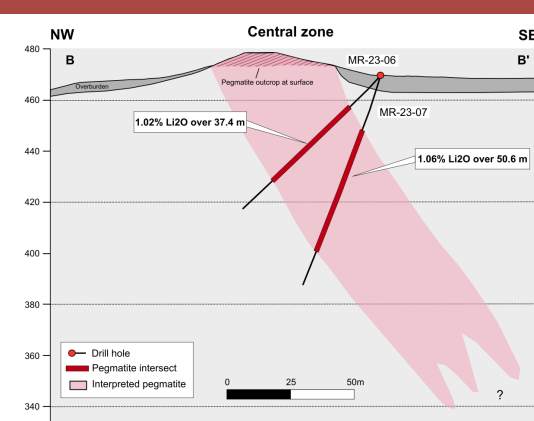 Central zone
NW
SE
B
B'
MR-23-06
Overburden
Pegmatite outcrop at surface
MR-23-07
1.02% Li2O over 37.4 m
1.06% Li2O over 50.6 m
480
460
440
420
400
380
360
340
Drill hole
Pegmatite intersect
Interpreted pegmatite
0 25 50m
?